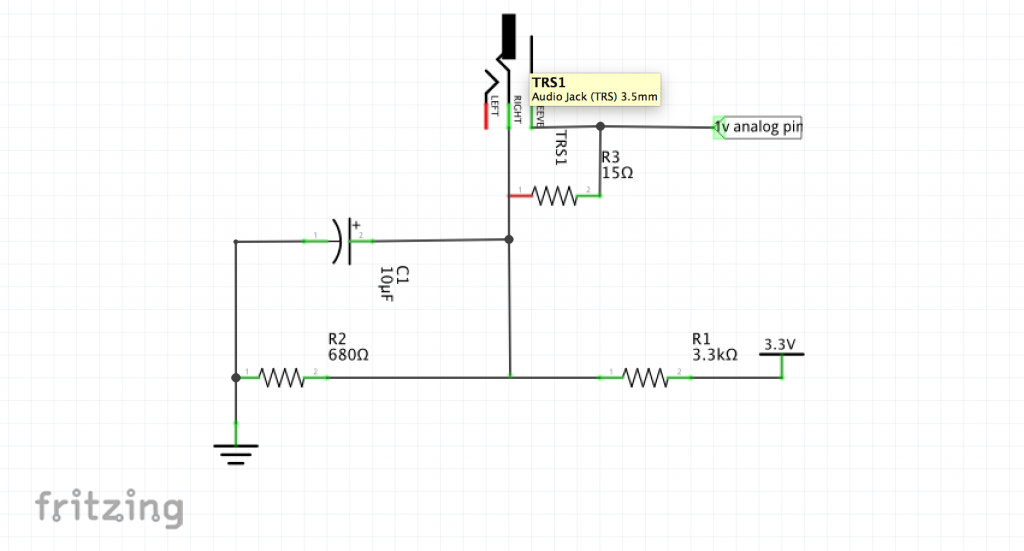 TRS1
Audio Jack (TRS) 3.5mm
LEFT
RIGHT
EEVE
TRS1
1v analog pin
R3
15Ω
1
2
1
+
2
C1
10µF
R2
680Ω
1
2
R1
3.3kΩ
1
2
3.3V
fritzing